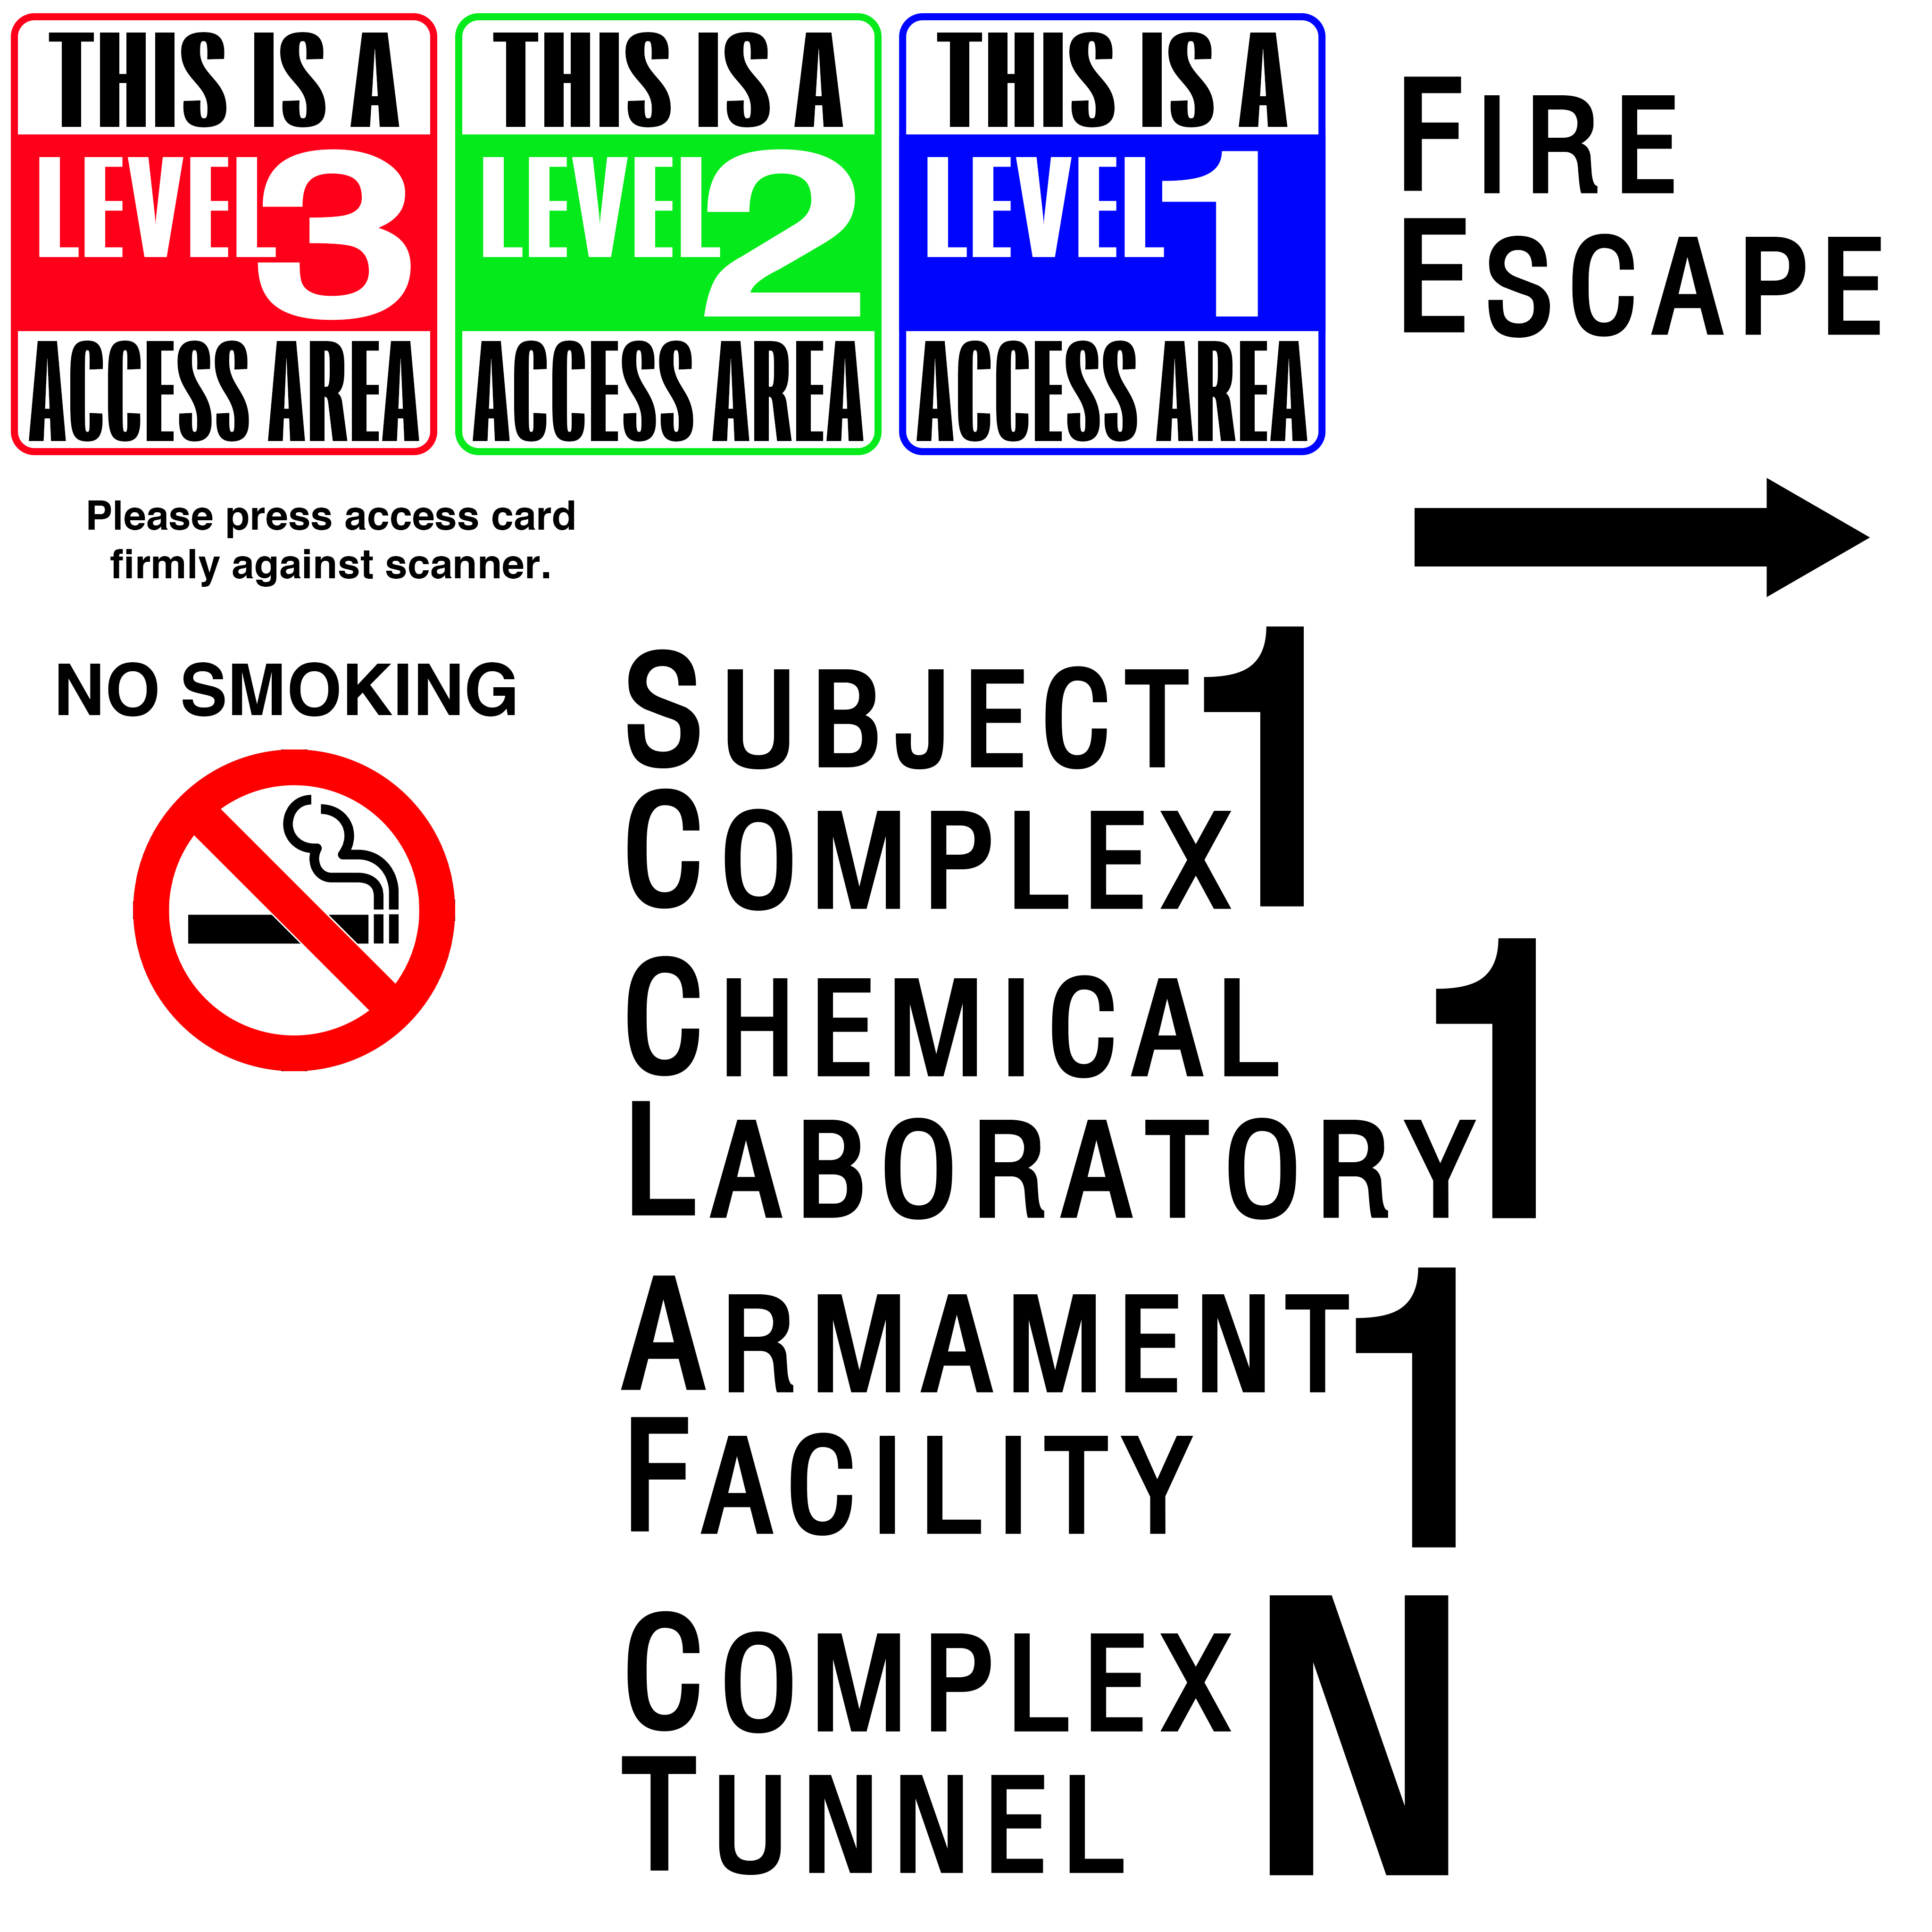 THIS IS A
LEVEL 3
ACCESS AREA
THIS IS A
LEVEL 2
ACCESS AREA
THIS IS A
LEVEL 1
ACCESS AREA
FIRE
ESCAPE
Please press access card
firmly against scanner.
NO SMOKING
SUBJECT 1
COMPLEX
CHEMICAL 1
LABORATORY
ARMAMENT 1
FACILITY
COMPLEX N
TUNNEL